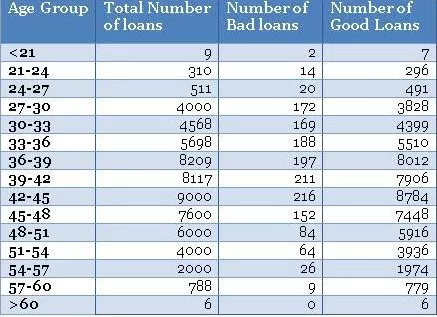 Age Group Total Number of loans Number of Bad loans Number of Good Loans
<21 9 2 7
21-24 310 14 296
24-27 511 20 491
27-30 4000 172 3828
30-33 4568 169 4399
33-36 5698 188 5510
36-39 8209 197 8012
39-42 8117 211 7906
42-45 9000 216 8784
45-48 7600 152 7448
48-51 6000 84 5916
51-54 4000 64 3936
54-57 2000 26 1974
57-60 788 9 779
>60 6 0 6